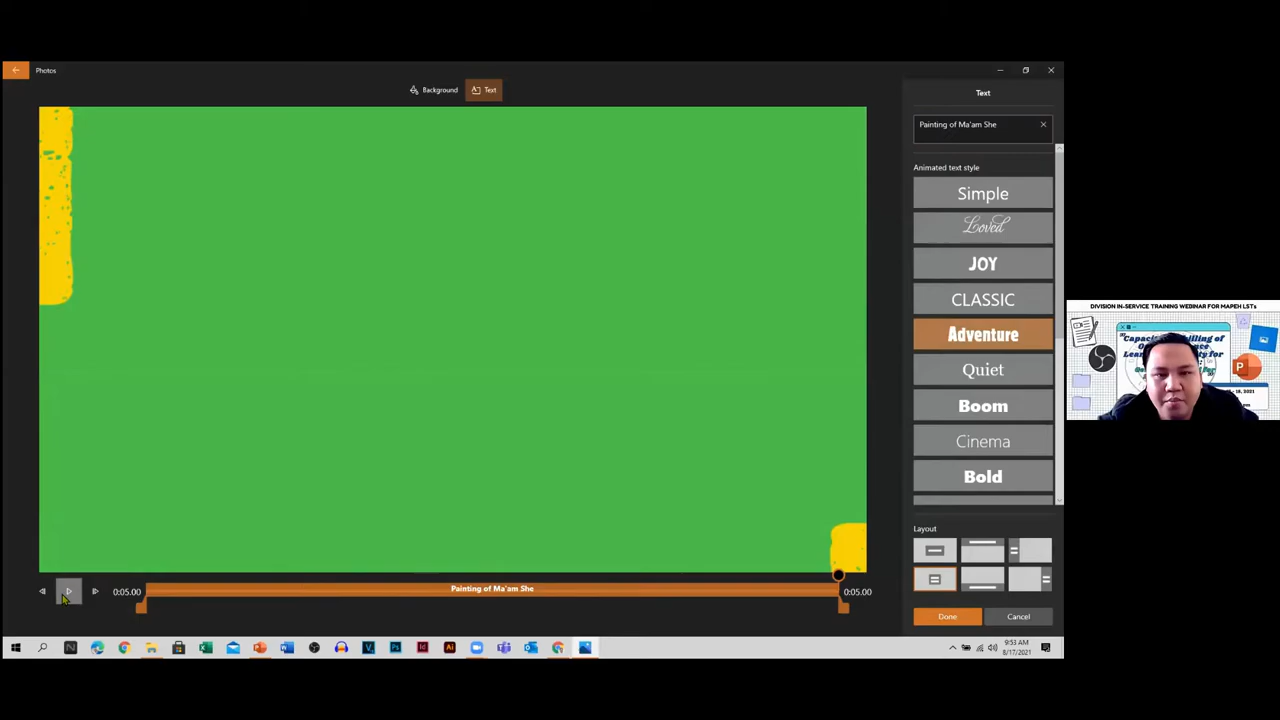 Photos
Background
Text
Text
Painting of Ma'am She
Animated text style
Simple
Loved
JOY
CLASSIC
Adventure
Quiet
Boom
Cinema
Bold
Layout
0:05.00
Painting of Ma'am She
0:05.00
Done
Cancel
9:51 AM
8/17/2021
DIVISION IN-SERVICE TRAINING WEBINAR FOR MAPEH LSTs